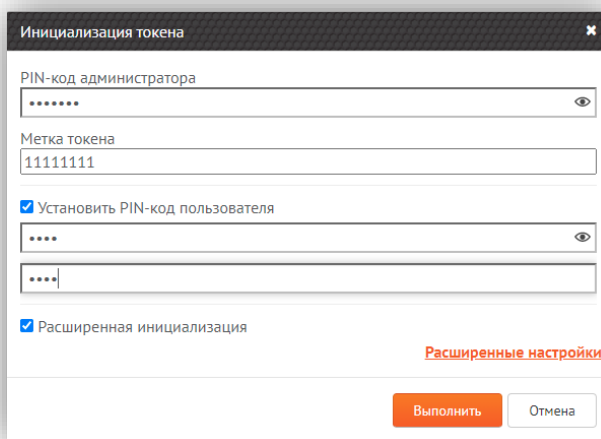 Инициализация токена
PIN-код администратора
•••••••
Метка токена
11111111
Установить PIN-код пользователя
••••
••••
Расширенная инициализация
Расширенные настройки
Выполнить Отмена